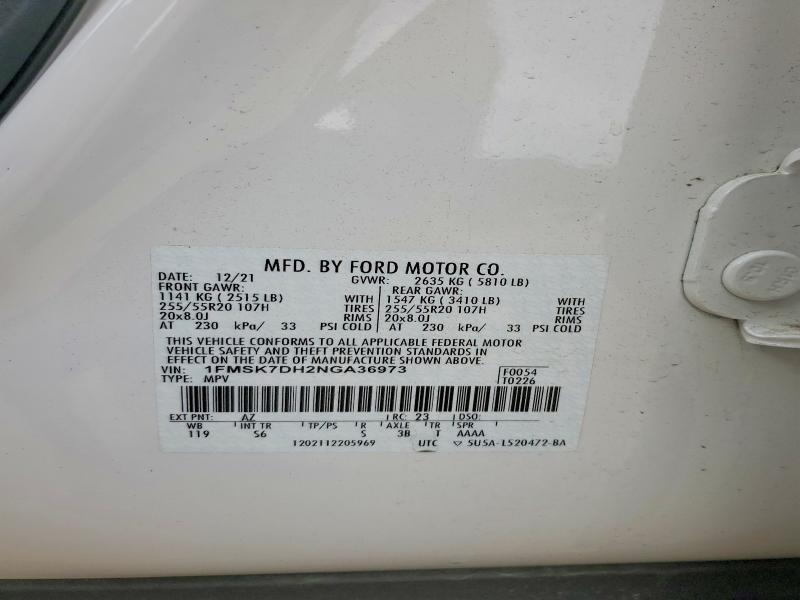 MFD. BY FORD MOTOR CO.
DATE: 12/21 GVWR: 2635 KG ( 5810 LB)
FRONT GAWR: REAR GAWR:
1141 KG ( 2515 LB) WITH 1547 KG ( 3410 LB) WITH
255/55R20 107H TIRES 255/55R20 107H TIRES
20x8.0J RIMS 20x8.0J RIMS
AT 230 kPa/ 33 PSI COLD AT 230 kPa/ 33 PSI COLD
THIS VEHICLE CONFORMS TO ALL APPLICABLE FEDERAL MOTOR
VEHICLE SAFETY AND THEFT PREVENTION STANDARDS IN
EFFECT ON THE DATE OF MANUFACTURE SHOWN ABOVE.
VIN: 1FMSK7DH2NGA36973 F0054
TYPE: MPV T0226
EXT PNT: AZ RC: 23 DSO:
WB INT TR TP/PS R AXLE TR SPR
119 S6 S 3B T AAAA
1202112205969 UTC ▽ 5U5A-1520472-BA